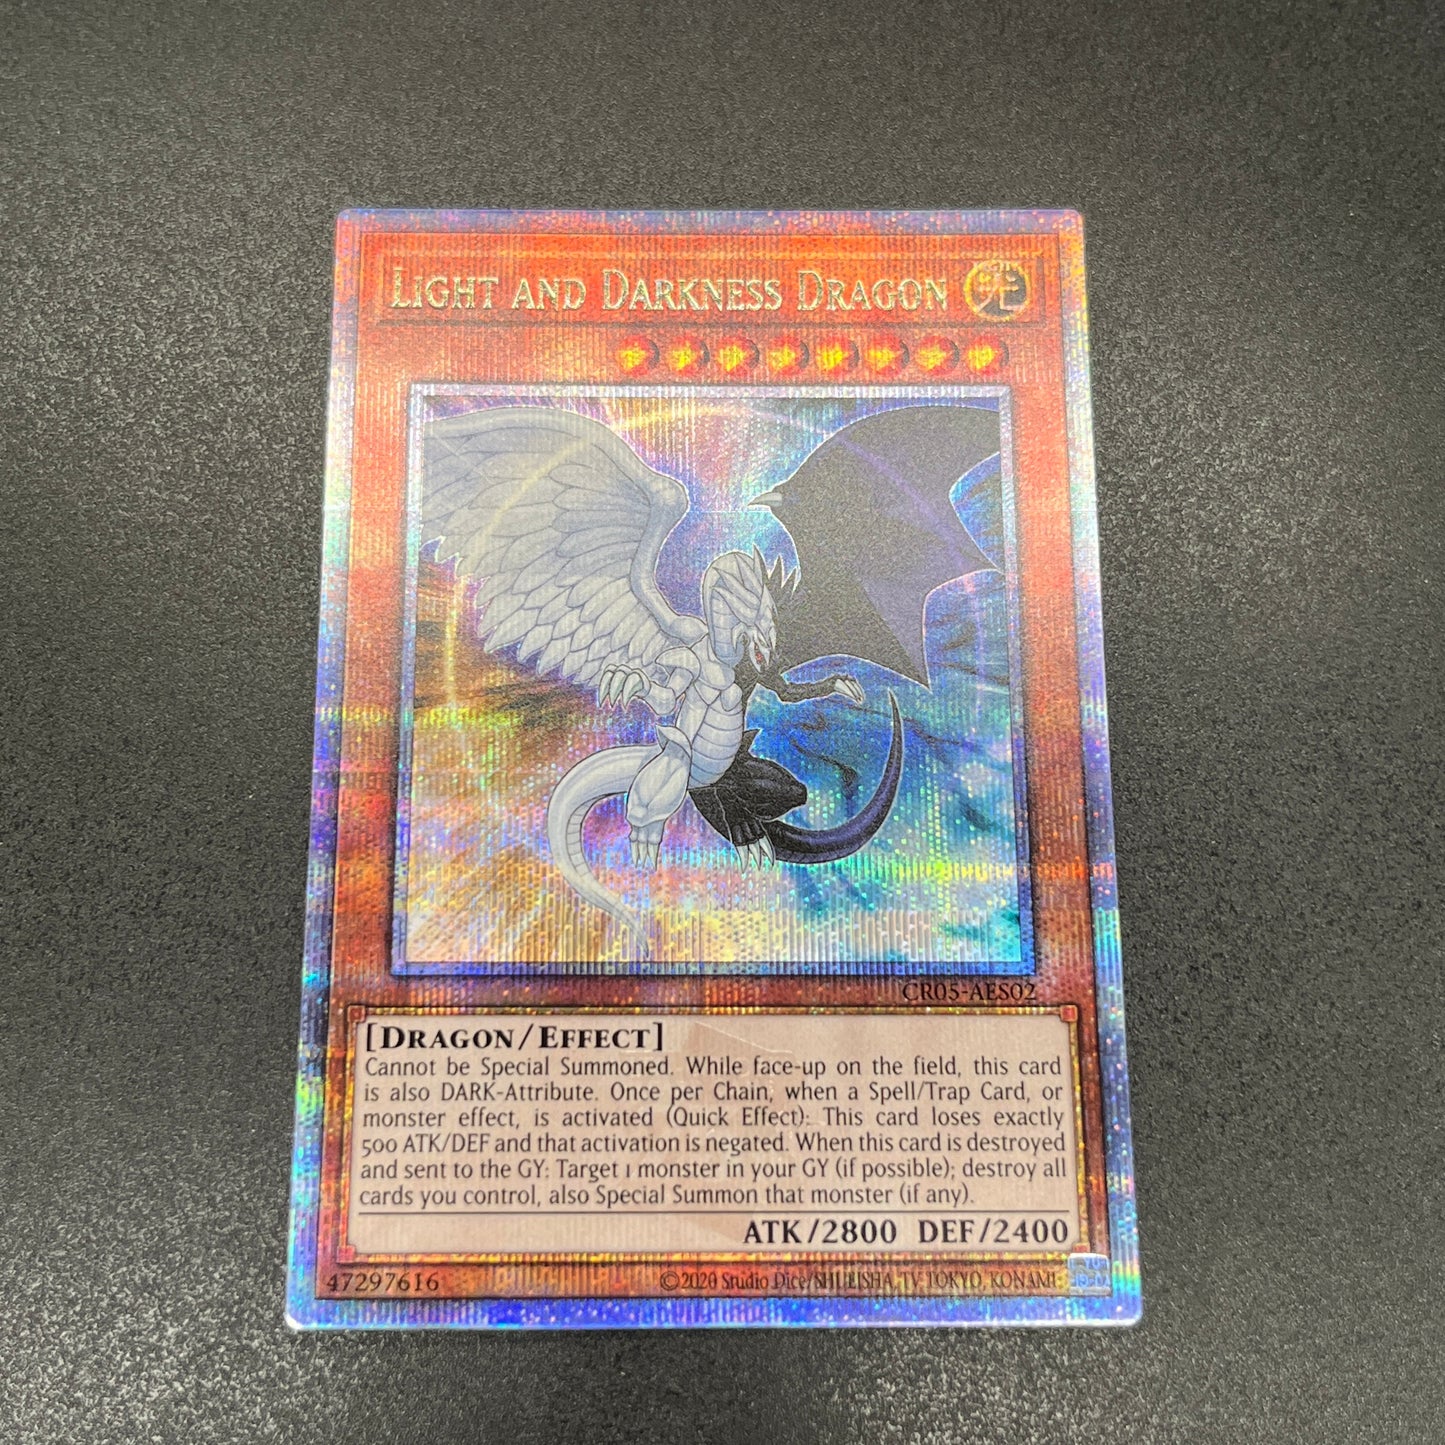 LIGHT AND DARKNESS DRAGON 光
CR05-AES02
[DRAGON/EFFECT]
Cannot be Special Summoned. While face-up on the field, this card
is also DARK-Attribute. Once per Chain, when a Spell/Trap Card, or
monster effect, is activated (Quick Effect): This card loses exactly
500 ATK/DEF and that activation is negated. When this card is destroyed
and sent to the GY: Target 1 monster in your GY (if possible); destroy all
cards you control, also Special Summon that monster (if any).
ATK/2800 DEF/2400
47297616
©2020 Studio Dice/SHUEISHA, TV TOKYO, KONAMI